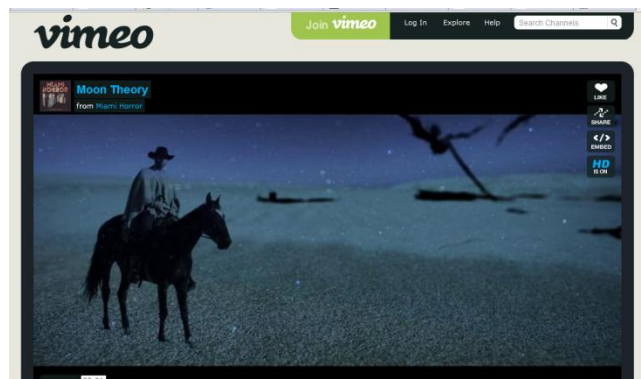 vimeo
Join vimeo Log In Explore Help Search Channels
MIAMI
HORROR
Moon Theory
from Miami Horror
LIKE
SHARE
EMBED
HD
IS ON